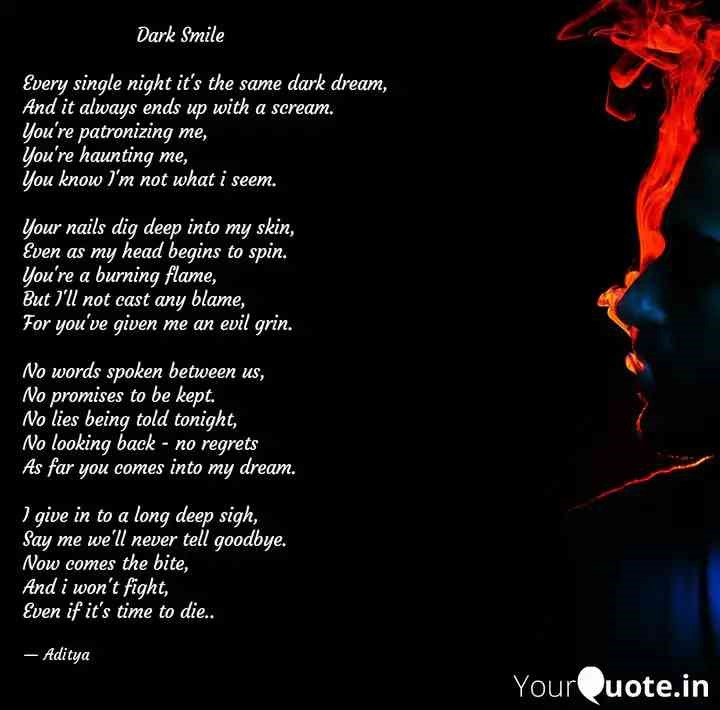 Dark Smile
Every single night it's the same dark dream,
And it always ends up with a scream.
You're patronizing me,
You're haunting me,
You know I'm not what i seem.
Your nails dig deep into my skin,
Even as my head begins to spin.
You're a burning flame,
But I'll not cast any blame,
For you've given me an evil grin.
No words spoken between us,
No promises to be kept.
No lies being told tonight,
No looking back - no regrets
As far you comes into my dream.
I give in to a long deep sigh,
Say me we'll never tell goodbye.
Now comes the bite,
And i won't fight,
Even if it's time to die..
— Aditya
YourQuote.in